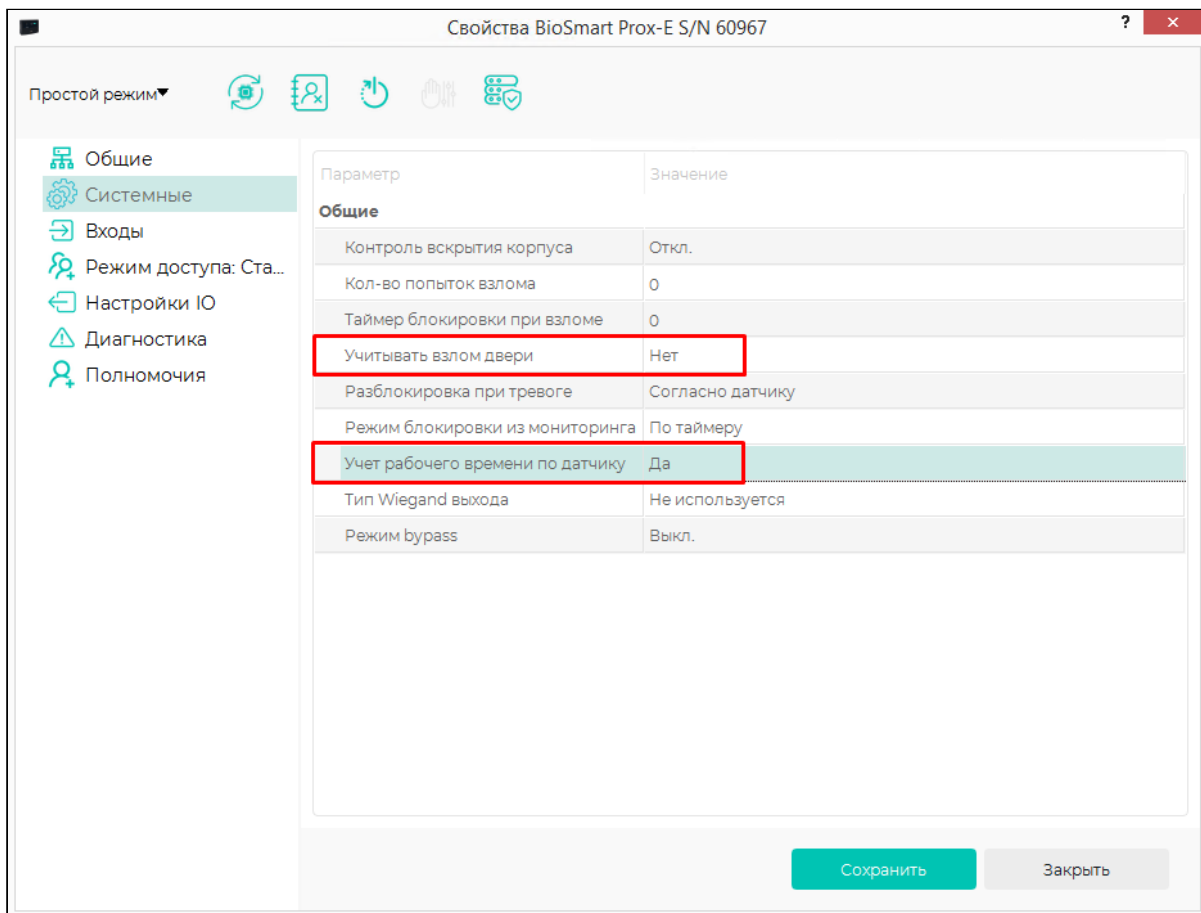 Свойства BioSmart Prox-E S/N 60967 ? ×
Простой режим▼
Общие
Системные
Входы
Режим доступа: Ста...
Настройки IO
Диагностика
Полномочия
Параметр Значение
Общие
Контроль вскрытия корпуса Откл.
Кол-во попыток взлома 0
Таймер блокировки при взломе 0
Учитывать взлом двери Нет
Разблокировка при тревоге Согласно датчику
Режим блокировки из мониторинга По таймеру
Учет рабочего времени по датчику Да
Тип Wiegand выхода Не используется
Режим bypass Выкл.
Сохранить Закрыть